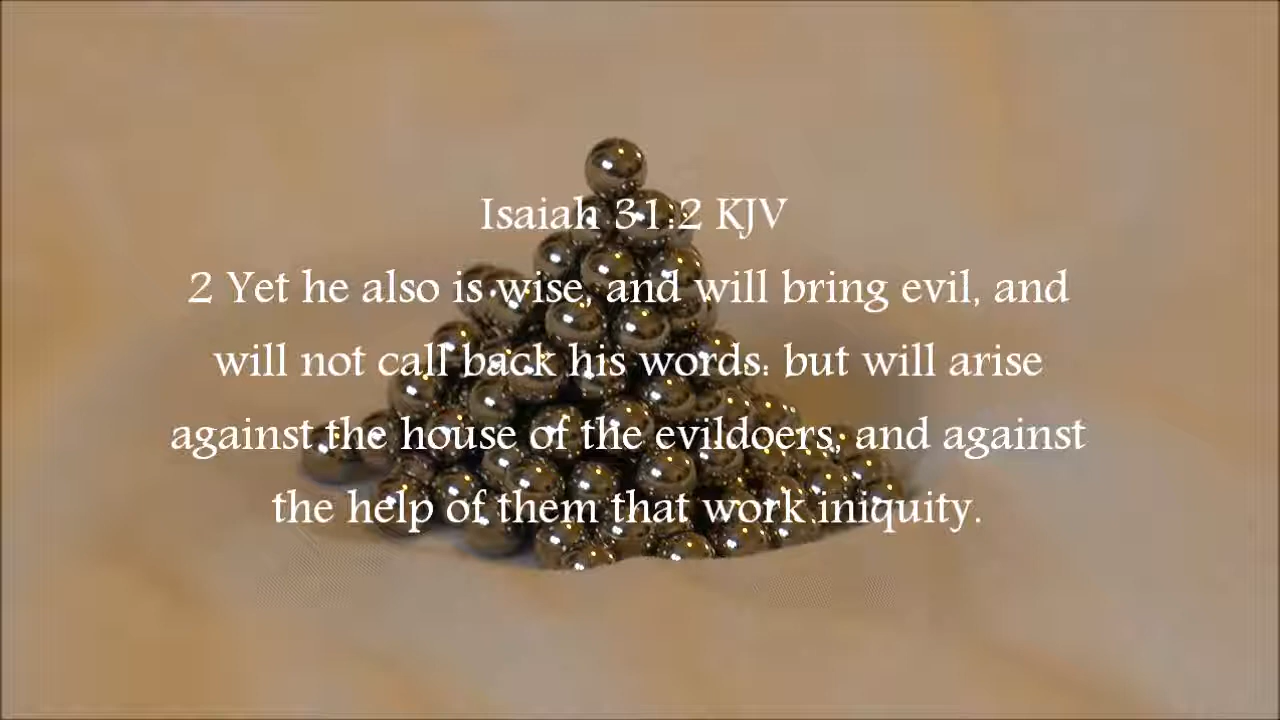 Isaiah 31:2 KJV
2 Yet he also is wise, and will bring evil, and
will not call back his words: but will arise
against the house of the evildoers, and against
the help of them that work iniquity.